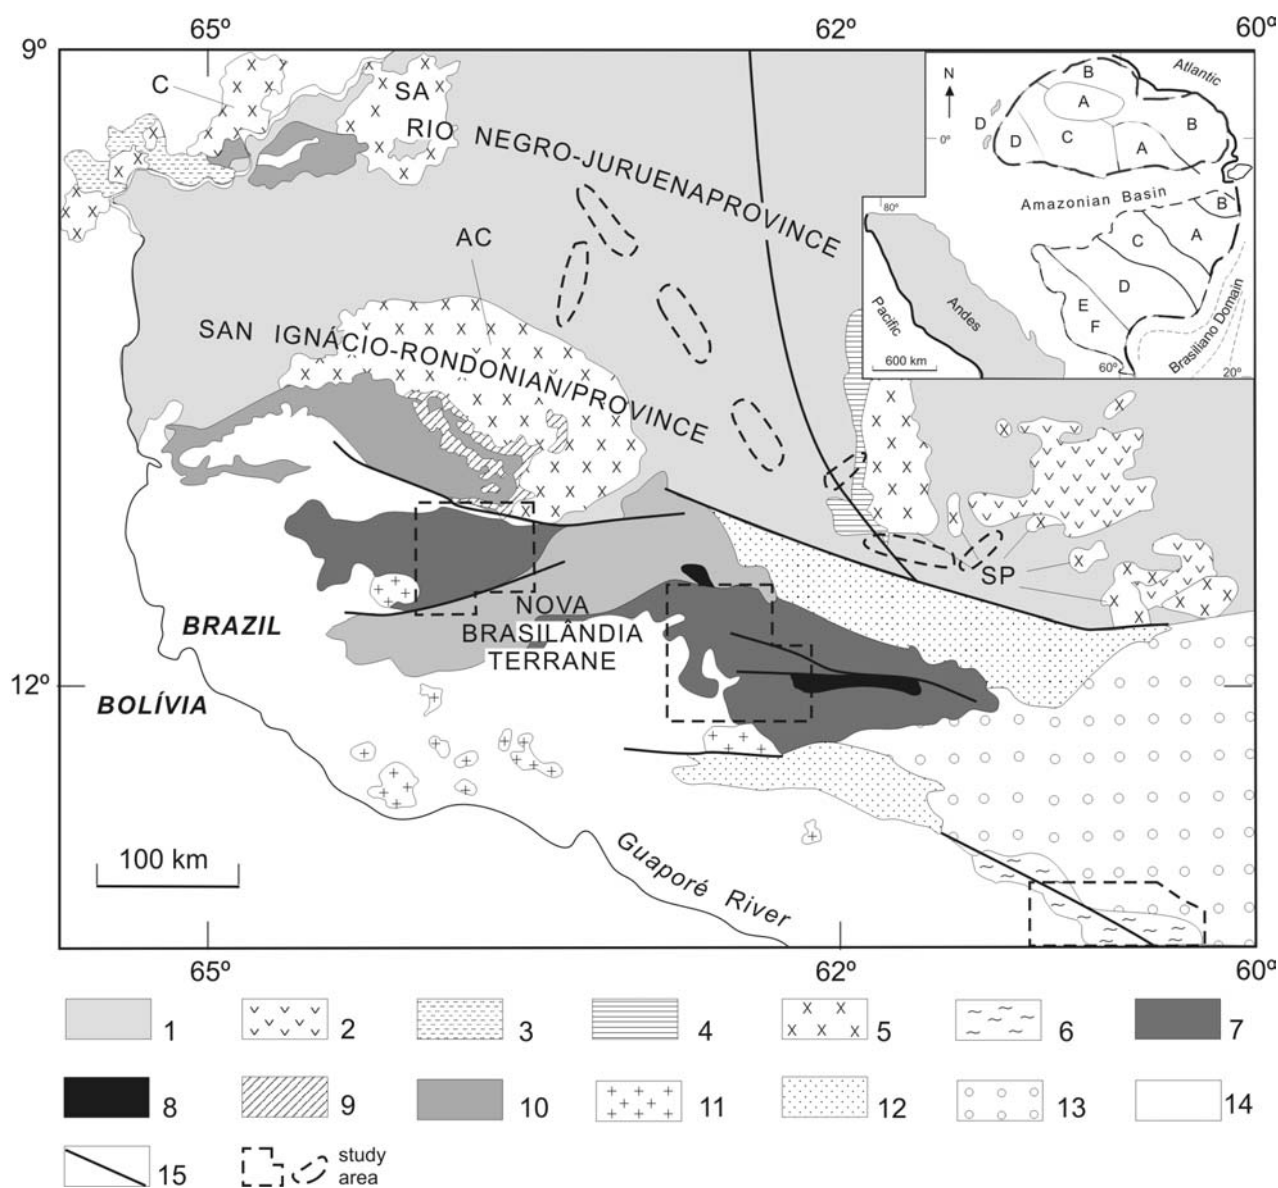 65º 62º 60º
9º
C
SA
RIO NEGRO-JURUENAPROVINCE
AC
SAN IGNÁCIO-RONDONIAN/PROVINCE
N
Atlantic
0º
D D C B A B A
Amazonian Basin
80º
B
C A
D
E
F
Pacific
Andes
Brasiliano Domain
600 km
60º 20º
SP
BRAZIL
NOVA
BRASILÂNDIA
TERRANE
12º
BOLÍVIA
100 km
Guaporé River
65º 62º 60º
1 2 3 4 5 6 7
8 9 10 11 12 13 14
15 study
area